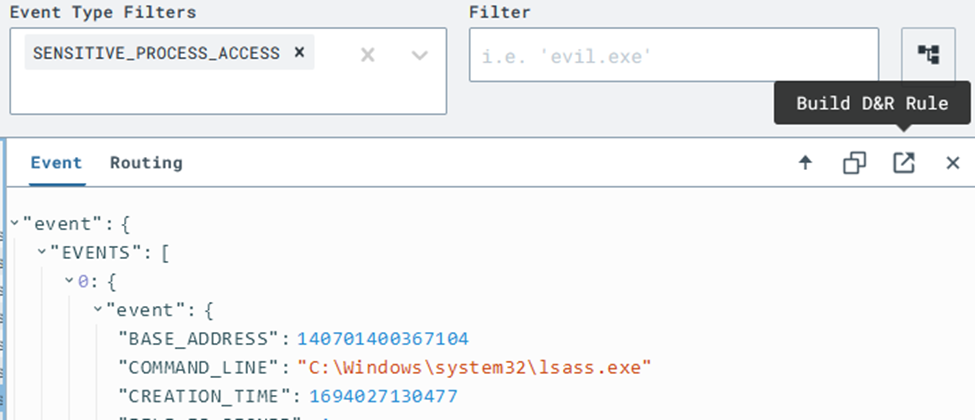 Event Type Filters
Filter
SENSITIVE_PROCESS_ACCESS ×
i.e. 'evil.exe'
Build D&R Rule
Event Routing
"event": {
"EVENTS": [
0: {
"event": {
"BASE_ADDRESS": 140701400367104
"COMMAND_LINE": "C:\Windows\system32\lsass.exe"
"CREATION_TIME": 1694027130477